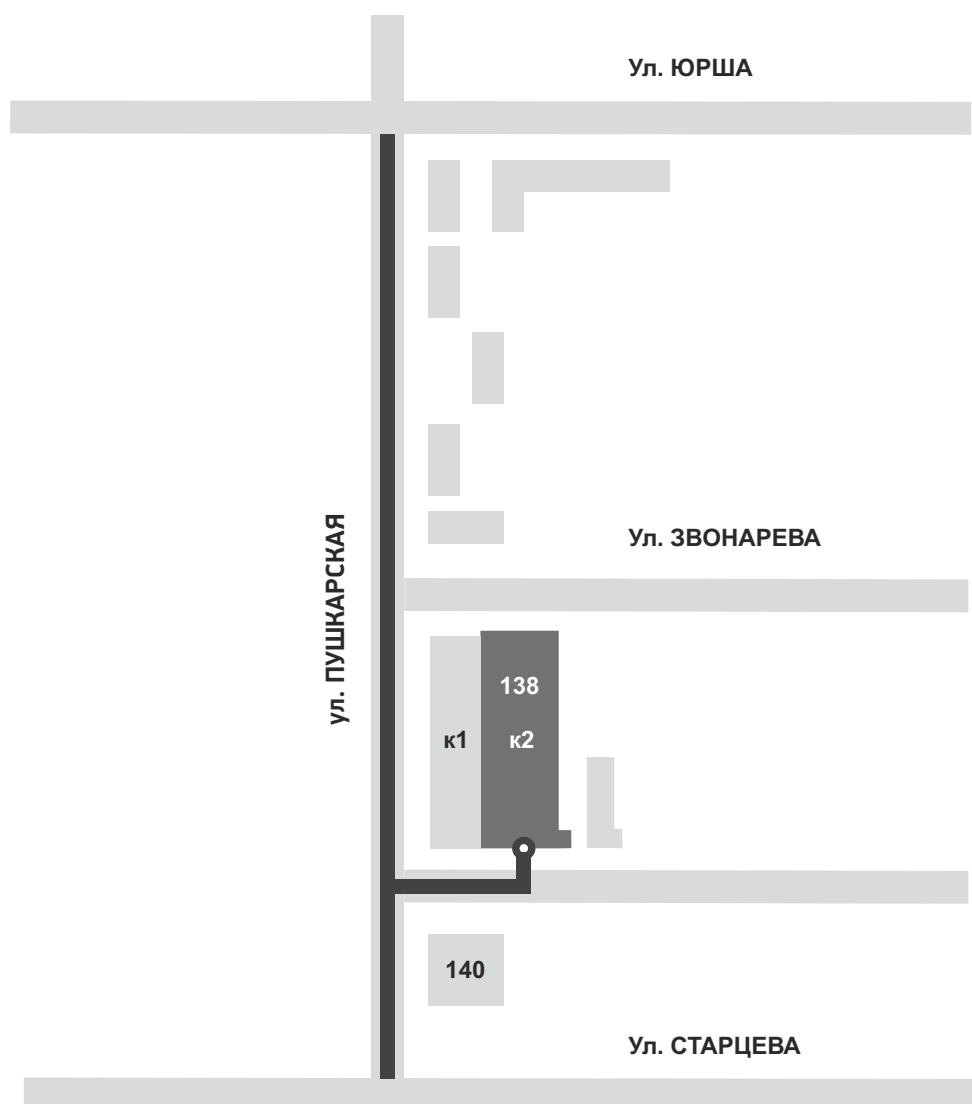 Ул. ЮРША
Ул. ЗВОНАРЕВА
ул. ПУШКАРСКАЯ
138
к1
к2
140
Ул. СТАРЦЕВА